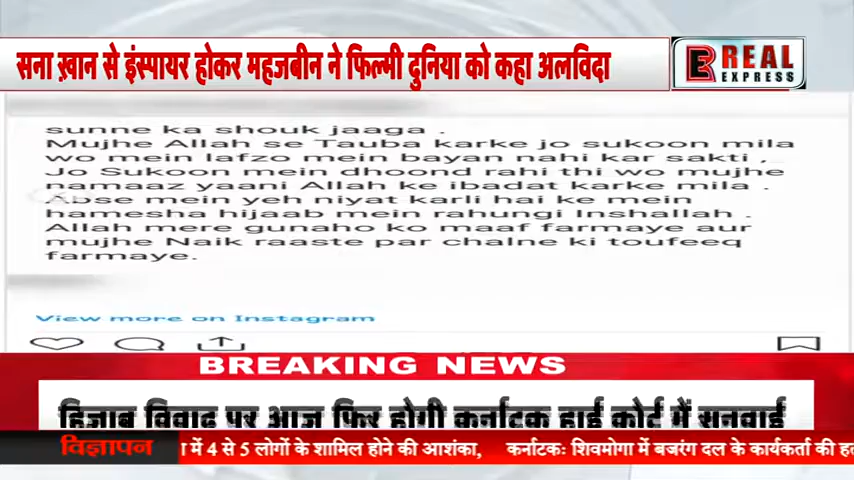 सना ख़ान से इंस्पायर होकर महजबीन ने फिल्मी दुनिया को कहा अलविदा
REAL
EXPRESS
sunne ka shouk jaaga .
Mujhe Allah se Tauba karke jo sukoon mila
wo mein lafzo mein bayan nahi kar sakti ,
Jo Sukoon mein dhoond rahi thi wo mujhe
namaaz yaani Allah ke ibadat karke mila .
Abse mein yeh niyat karli hai ke mein
hamesha hijaab mein rahungi Inshallah .
Allah mere gunaho ko maaf farmaye aur
mujhe Naik raaste par chalne ki toufeeq
farmaye.
View more on Instagram
BREAKING NEWS
हिजाब विवाद पर आज फिर होगी कर्नाटक हाई कोर्ट में सुनवाई
विज्ञापन में 4 से 5 लोगों के शामिल होने की आशंका, कर्नाटकः शिवमोगा में बजरंग दल के कार्यकर्ता की